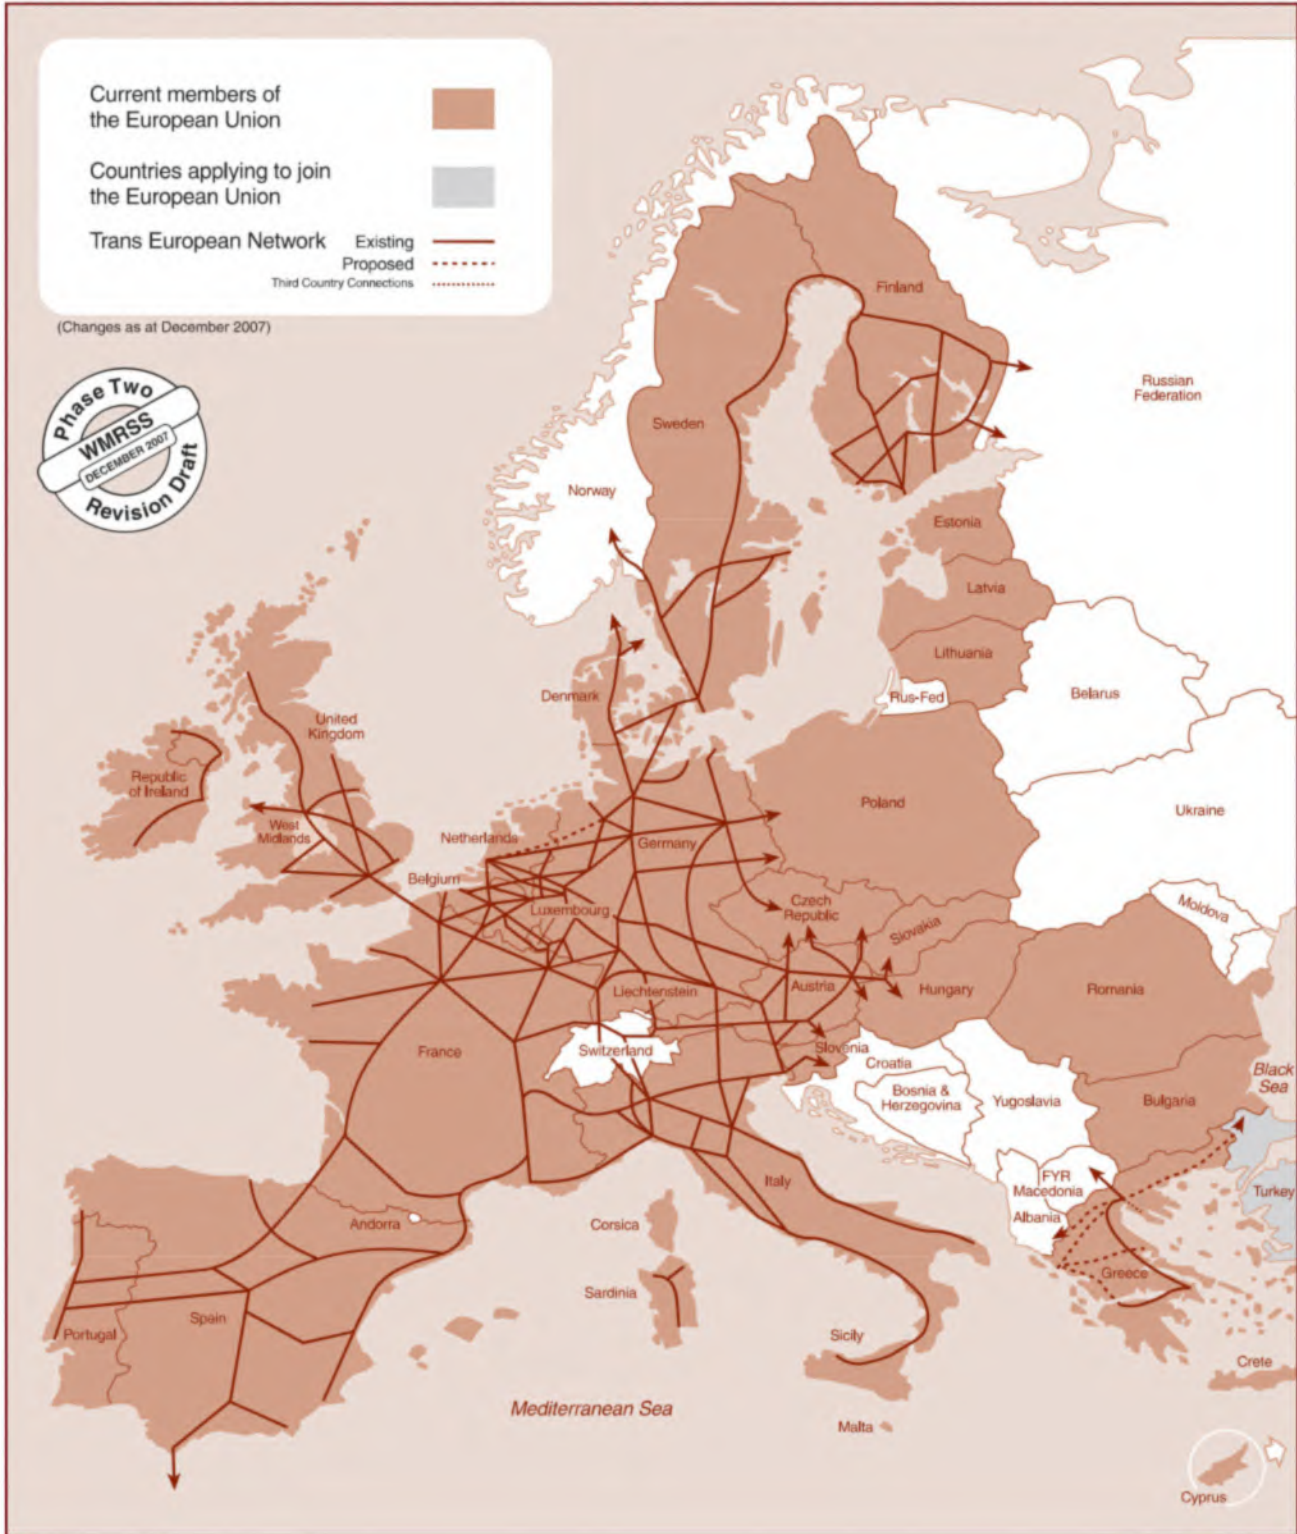 Current members of
the European Union
Countries applying to join
the European Union
Trans European Network
Existing
Proposed
Third Country Connections
(Changes as at December 2007)
Phase Two
WMRSS
DECEMBER 2007
Revision Draft
Finland
Russian
Federation
Sweden
Norway
Estonia
Latvia
Lithuania
Rus-Fed
Belarus
Denmark
United
Kingdom
Republic
of Ireland
West
Midlands
Netherlands
Germany
Poland
Ukraine
Belgium
Luxembourg
Czech
Republic
Slovakia
Moldova
Liechtenstein
Austria
Hungary
Romania
France
Switzerland
Slovenia
Croatia
Bosnia &
Herzegovina
Yugoslavia
Bulgaria
Black
Sea
Italy
FYR
Macedonia
Albania
Turkey
Andorra
Corsica
Sardinia
Greece
Portugal
Spain
Sicily
Crete
Mediterranean Sea
Malta
Cyprus